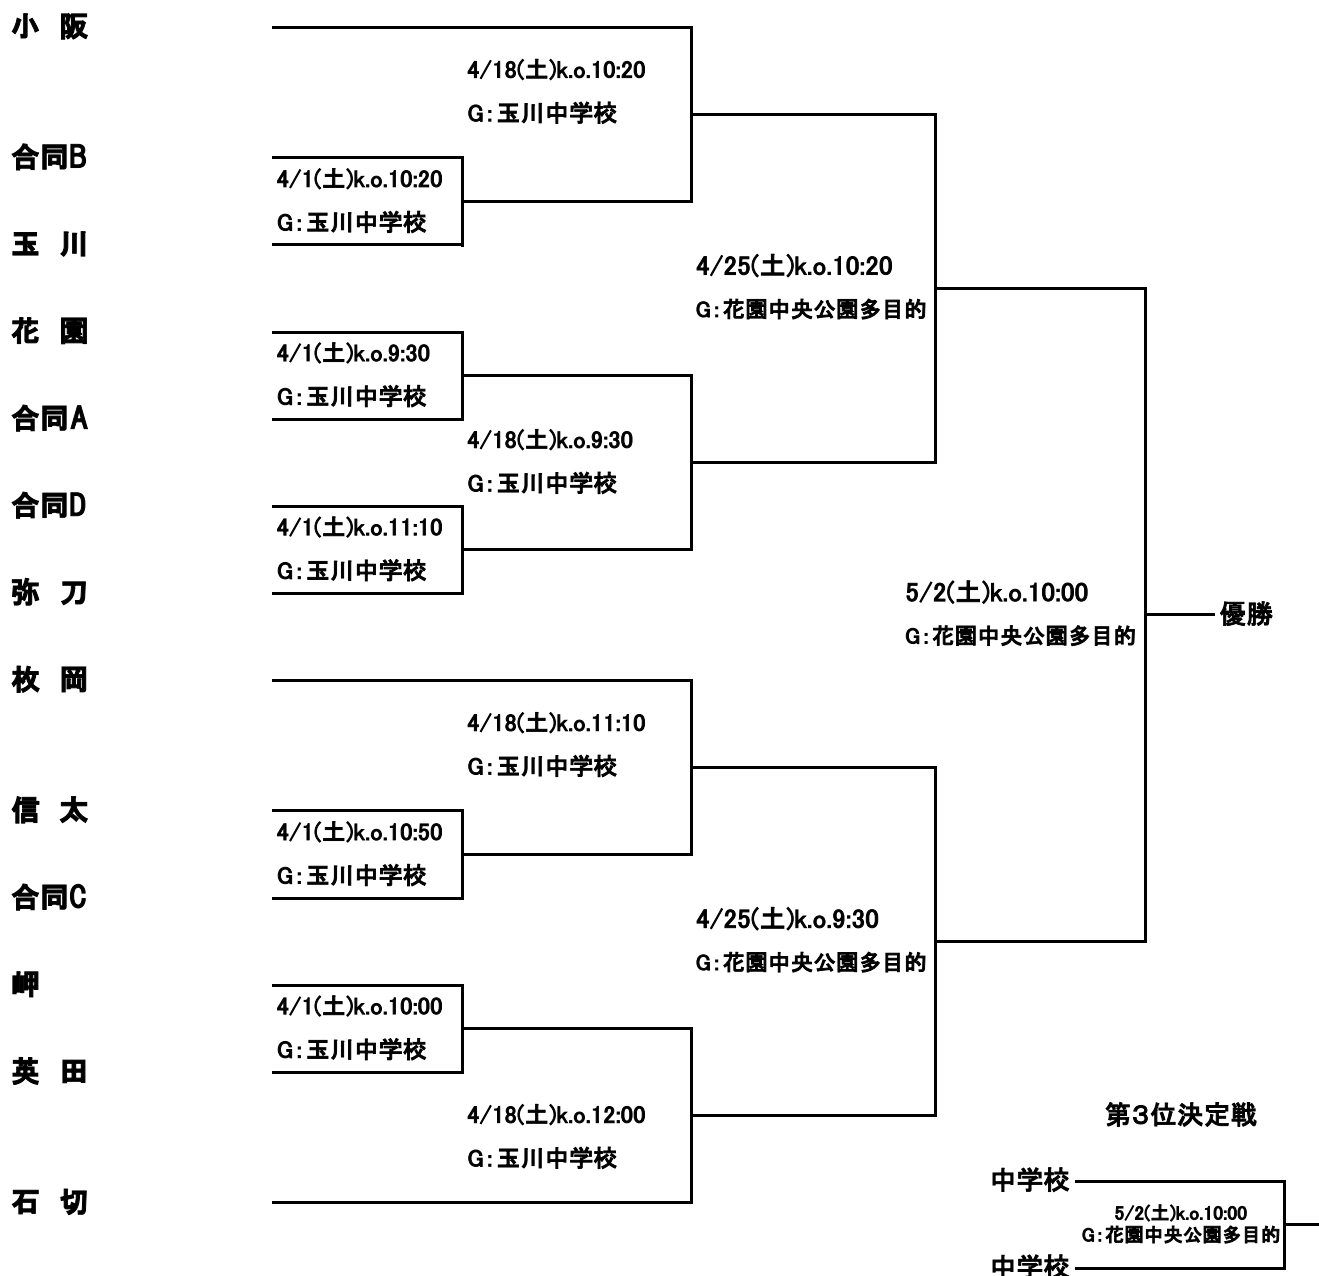 小 阪
4/18(土)k.o.10:20
G:玉川中学校
合同B
4/1(土)k.o.10:20
G:玉川中学校
玉 川
4/25(土)k.o.10:20
G:花園中央公園多目的
花 園
4/1(土)k.o.9:30
G:玉川中学校
合同A
4/18(土)k.o.9:30
G:玉川中学校
合同D
4/1(土)k.o.11:10
G:玉川中学校
弥 刀
5/2(土)k.o.10:00
G:花園中央公園多目的
優勝
枚 岡
4/18(土)k.o.11:10
G:玉川中学校
信 太
4/1(土)k.o.10:50
G:玉川中学校
合同C
4/25(土)k.o.9:30
G:花園中央公園多目的
岬
4/1(土)k.o.10:00
G:玉川中学校
英 田
4/18(土)k.o.12:00
G:玉川中学校
石 切
第3位決定戦
中学校
5/2(土)k.o.10:00
G:花園中央公園多目的
中学校